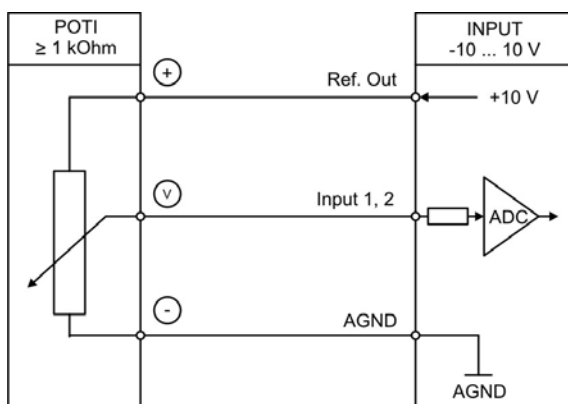 POTI
≥ 1 kOhm
INPUT
-10 ... 10 V
+
Ref. Out
+10 V
V
Input 1, 2
ADC
-
AGND
AGND